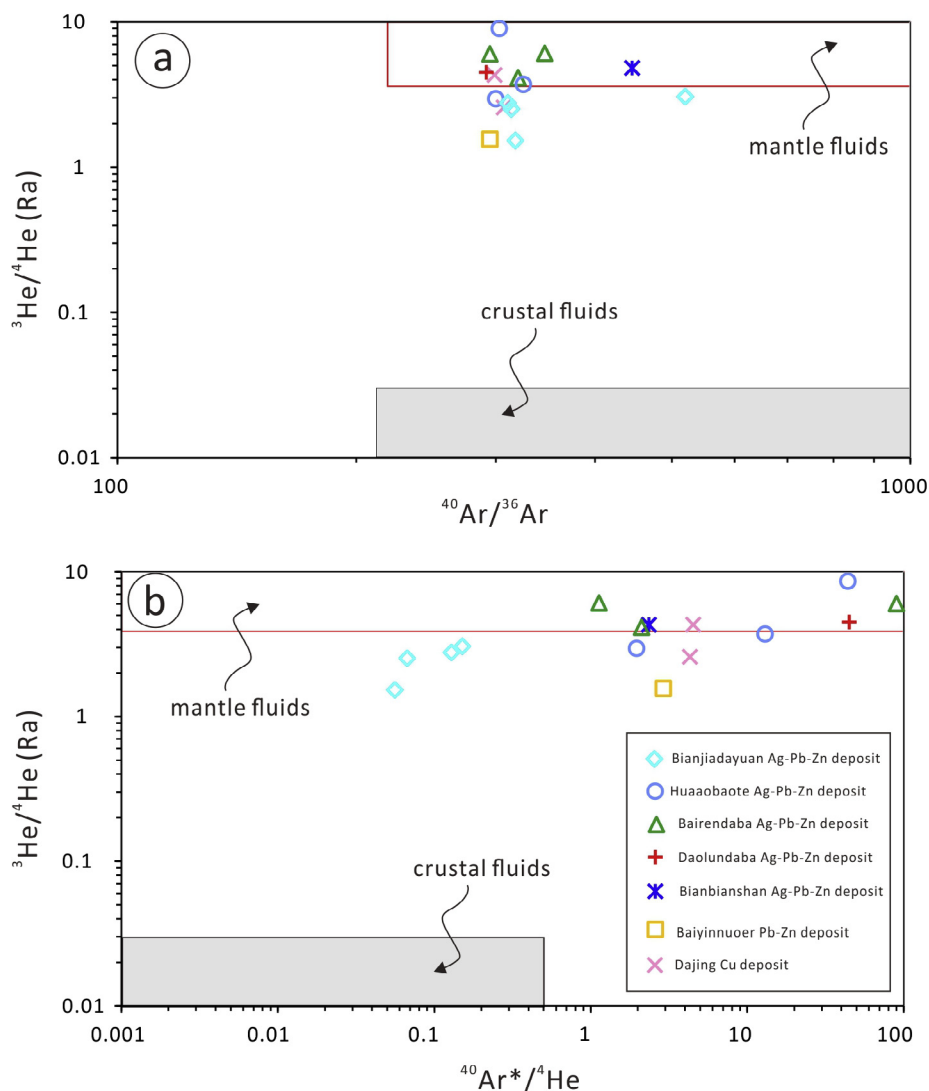 a
10
1
0.1
0.01
³He/⁴He (Ra)
mantle fluids
crustal fluids
100
1000
⁴⁰Ar/³⁶Ar
b
10
1
0.1
0.01
³He/⁴He (Ra)
mantle fluids
crustal fluids
Bianjiadayuan Ag-Pb-Zn deposit
Huaaobaote Ag-Pb-Zn deposit
Bairendaba Ag-Pb-Zn deposit
Daolundaba Ag-Pb-Zn deposit
Bianbianshan Ag-Pb-Zn deposit
Baiyinnuoer Pb-Zn deposit
Dajing Cu deposit
0.001
0.01
0.1
1
10
100
⁴⁰Ar*/⁴He